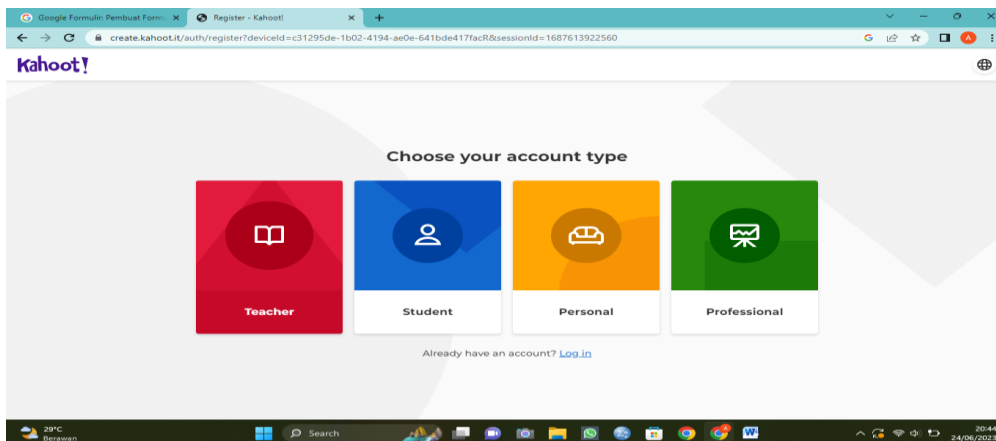 Google Formulir: Pembuat Formu
Register - Kahoot!
create.kahoot.it/auth/register?deviceId=c31295de-1b02-4194-ae0e-641bde417facR&sessionId=1687613922560
A
Kahoot!
Choose your account type
Teacher
Student
Personal
Professional
Already have an account? Log in
29°C
Berawan
Search
W
20:44
24/06/2023